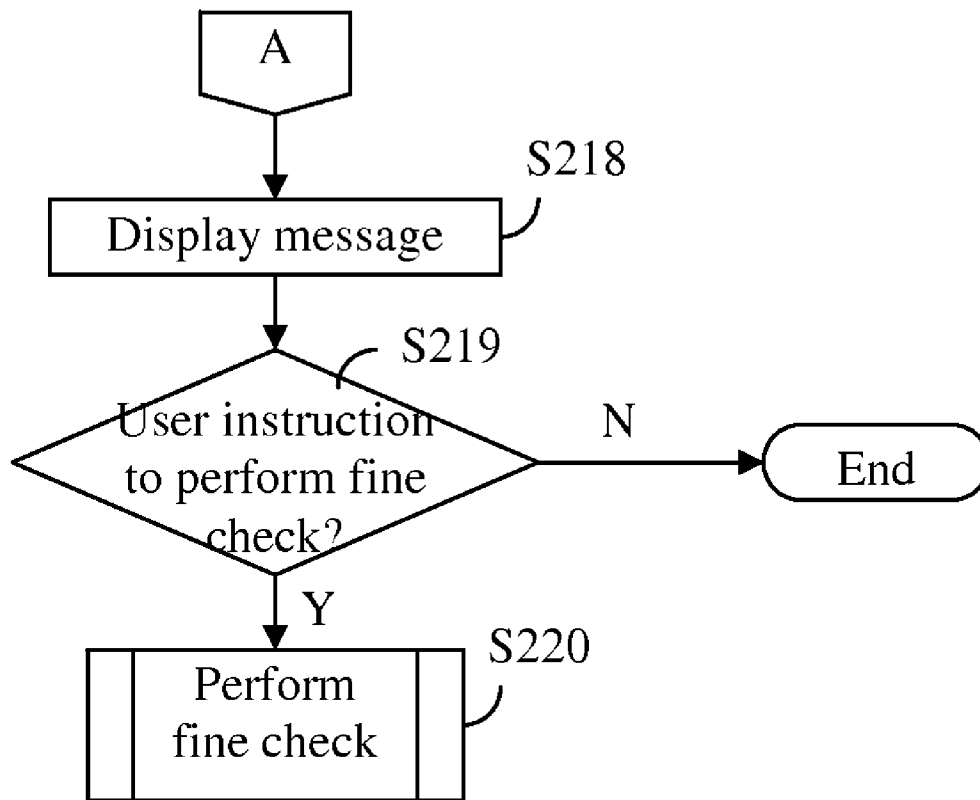 A
S218
Display message
S219
User instruction
to perform fine
check?
N
End
Y
S220
Perform
fine check